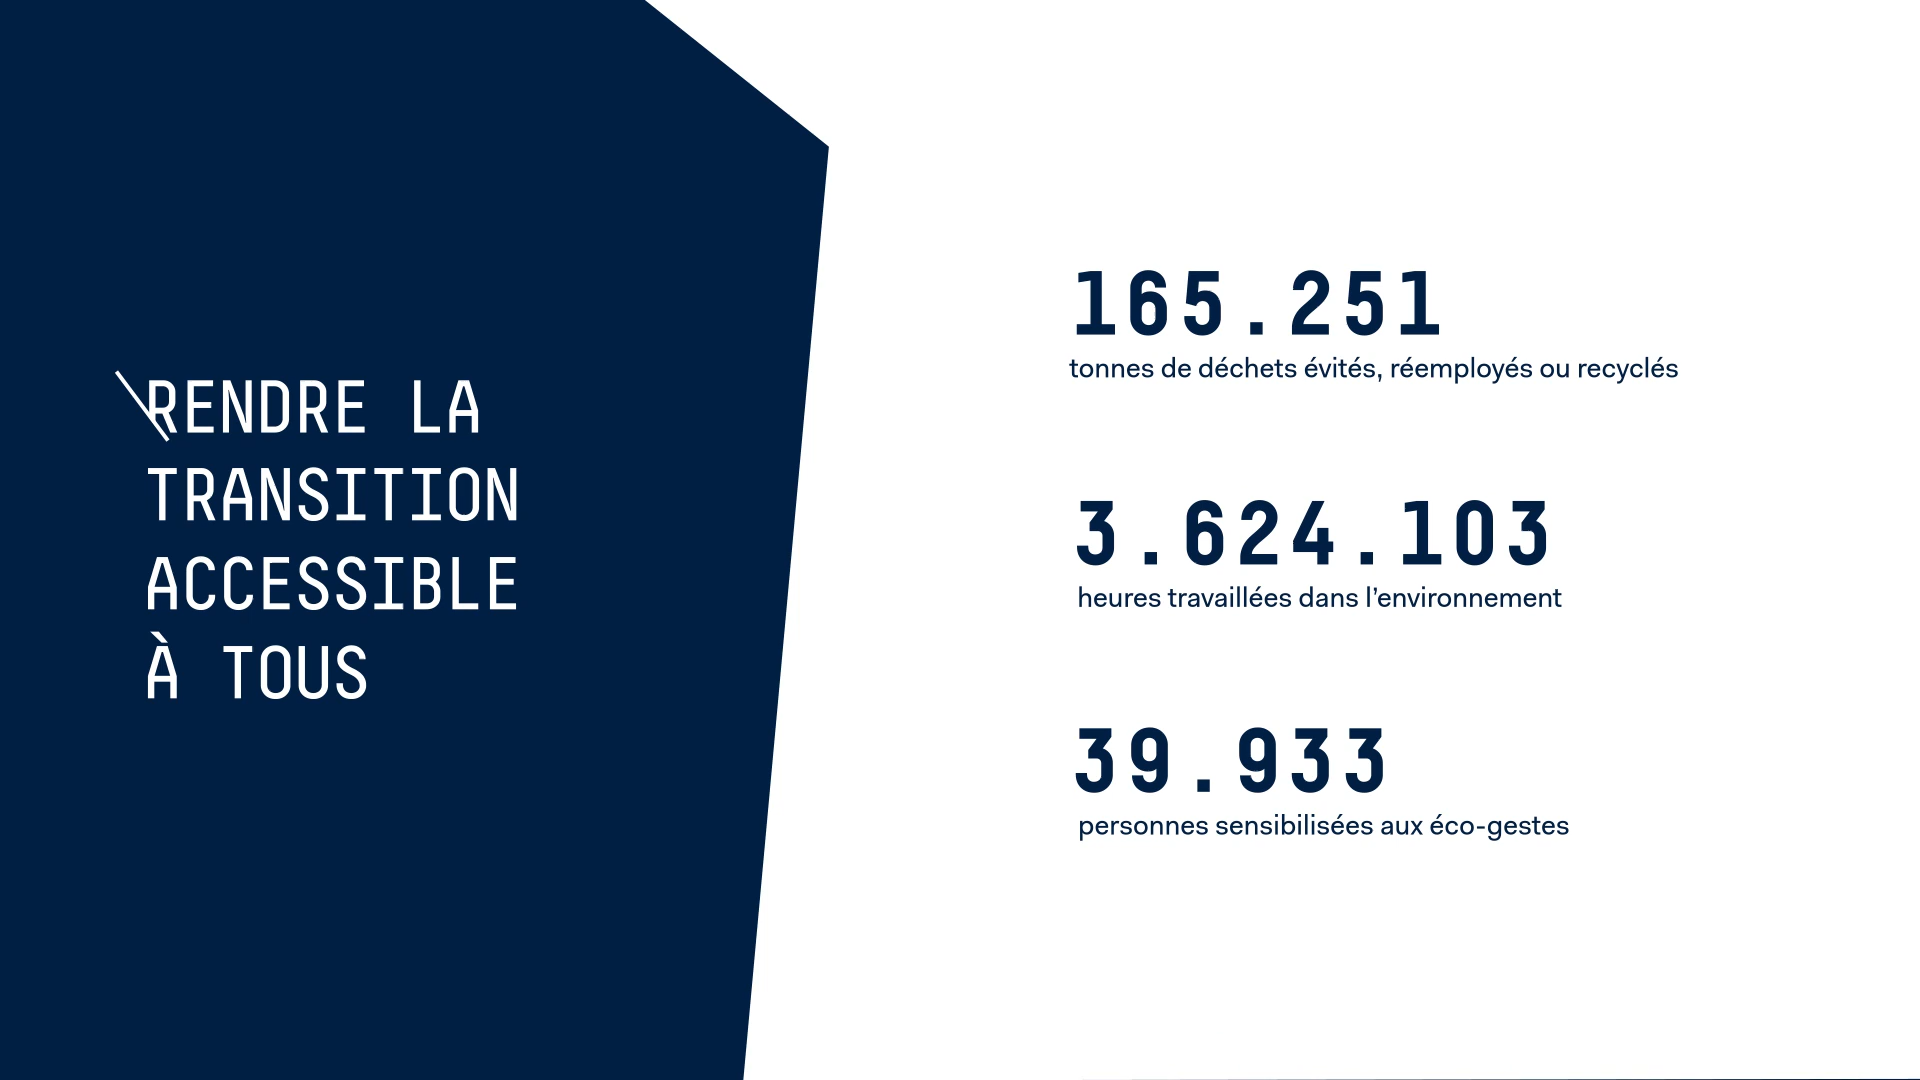 RENDRE LA
TRANSITION
ACCESSIBLE
À TOUS
165.251
tonnes de déchets évités, réemployés ou recyclés
3.624.103
heures travaillées dans l’environnement
39.933
personnes sensibilisées aux éco-gestes